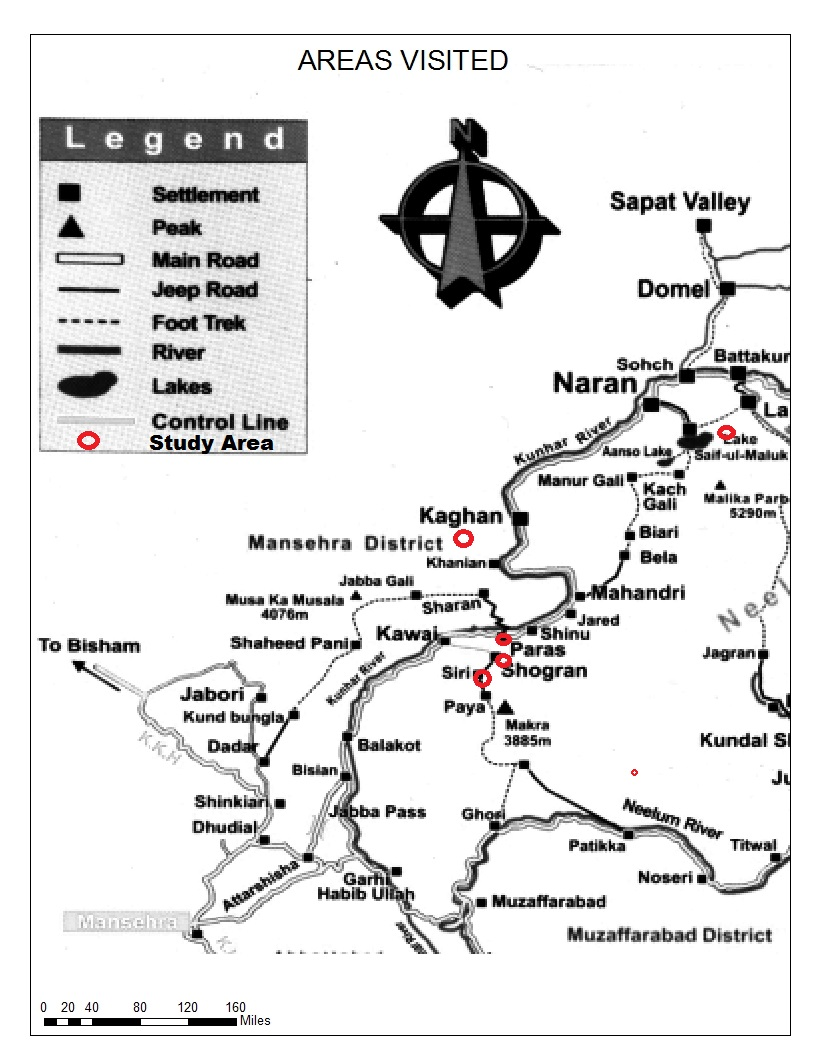 AREAS VISITED
Legend
Settlement
Peak
Main Road
Jeep Road
Foot Trek
River
Lakes
Control Line
Study Area
N
Sapat Valley
Domel
Sohch
Battakun
Naran
La
Kunhar River
Aanso Lake
Lake
Saif-ul-Maluk
Manur Gali
Kach
Gali
Malika Parb
5290m
Kaghan
Mansehra District
Biari
Bela
Khanian
Jabba Gali
Mahandri
Musa Ka Musala
4076m
Sharan
Neel
Jared
Kawai
Shinu
Shaheed Pani
Paras
To Bisham
Jagran
Siri
Shogran
Kunhar River
Jabori
Paya
Kund bungla
Makra
3885m
K.K.H
Dadar
Balakot
Kundal Sh
Bisian
Ju
Shinkiari
Jabba Pass
Ghori
Neelum River
Dhudial
Patikka
Titwal
Attarshisha
Garhi
Habib Ullah
Noseri
Mansehra
Muzaffarabad
Muzaffarabad District
0 20 40 80 120 160
Miles